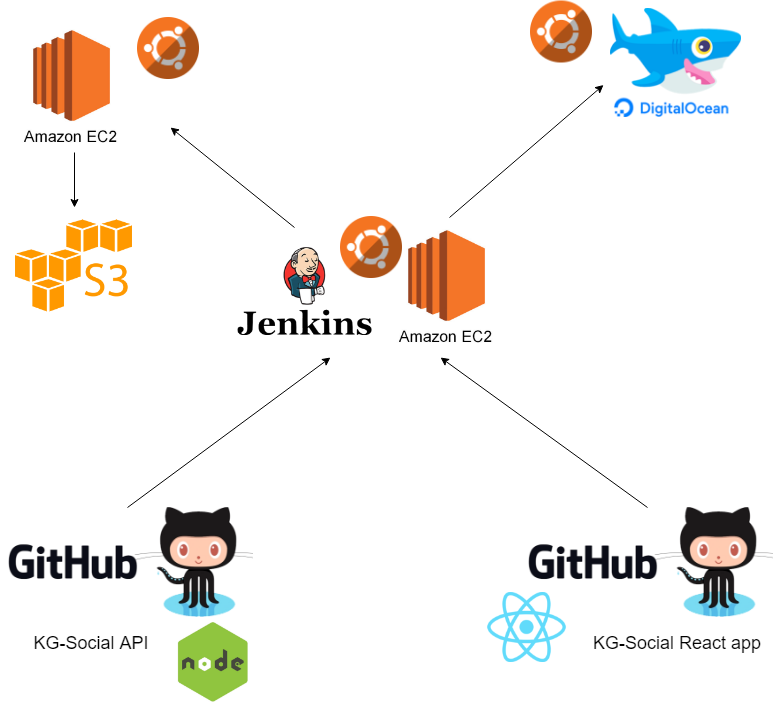 DigitalOcean
Amazon EC2
S3
Jenkins
Amazon EC2
GitHub
GitHub
KG-Social API
node
KG-Social React app